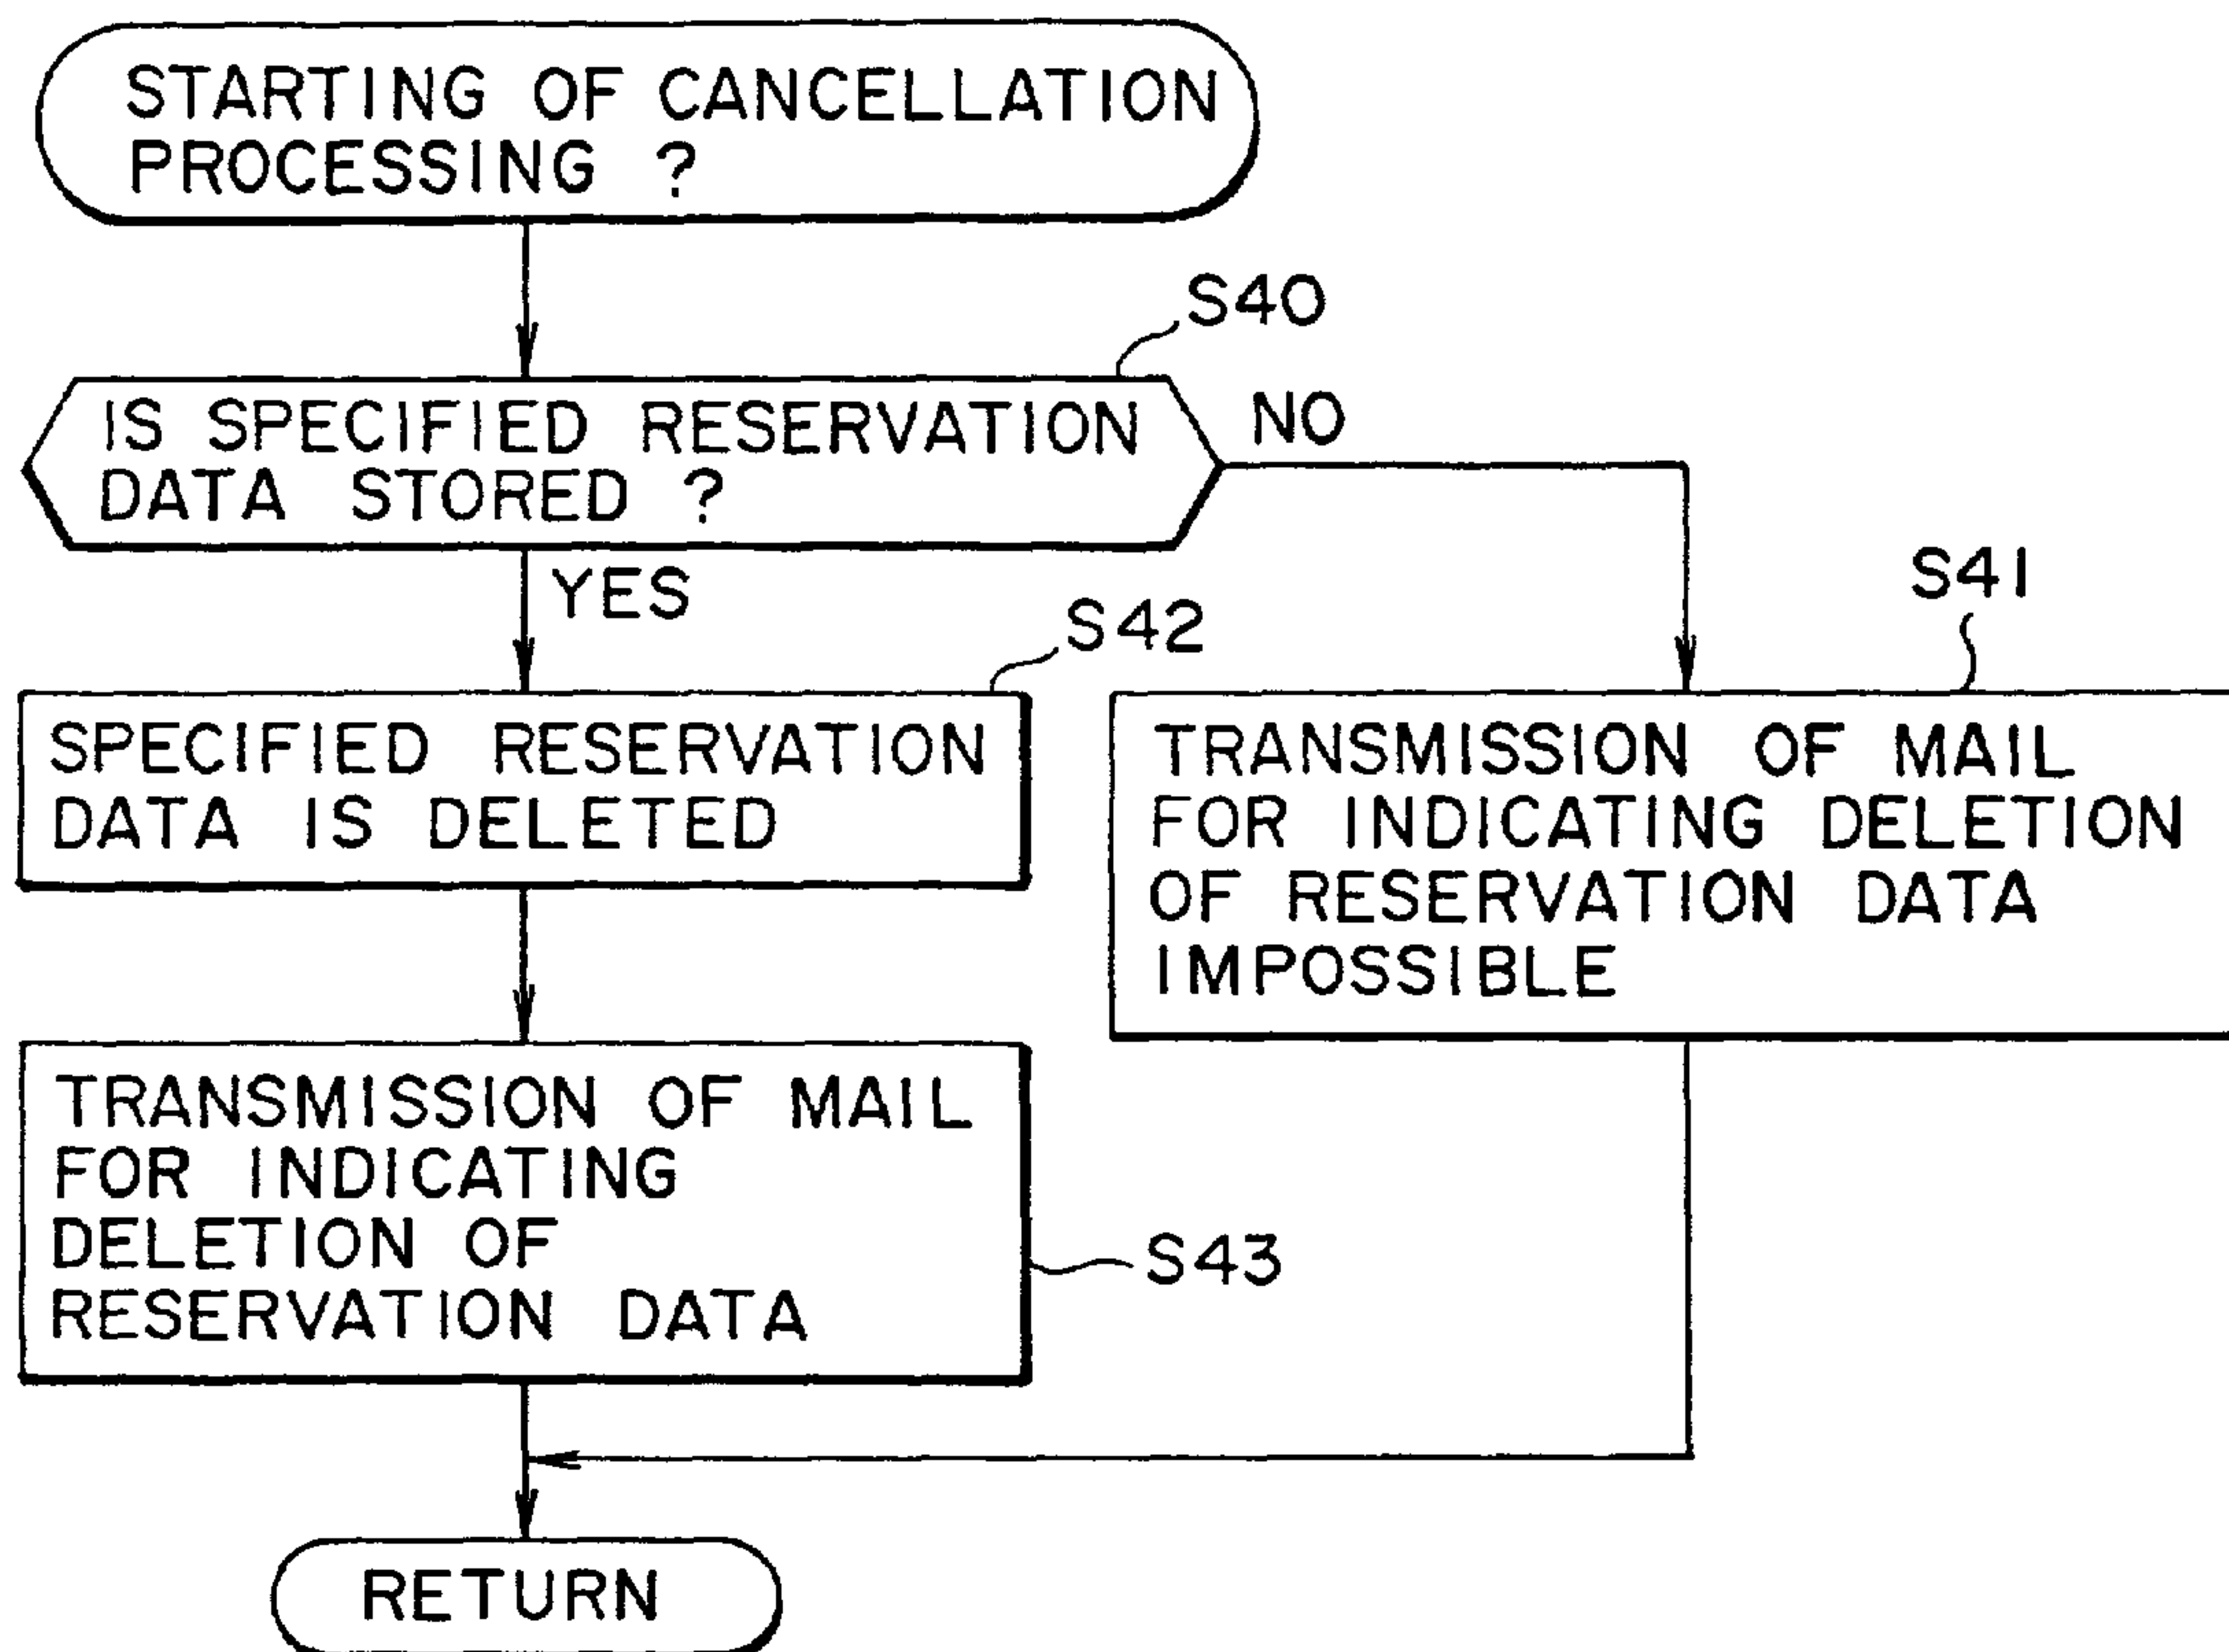 STARTING OF CANCELLATION
PROCESSING ?
S40
IS SPECIFIED RESERVATION
DATA STORED ?
NO
YES
S42
S41
SPECIFIED RESERVATION
DATA IS DELETED
TRANSMISSION OF MAIL
FOR INDICATING DELETION
OF RESERVATION DATA
IMPOSSIBLE
TRANSMISSION OF MAIL
FOR INDICATING
DELETION OF
RESERVATION DATA
S43
RETURN